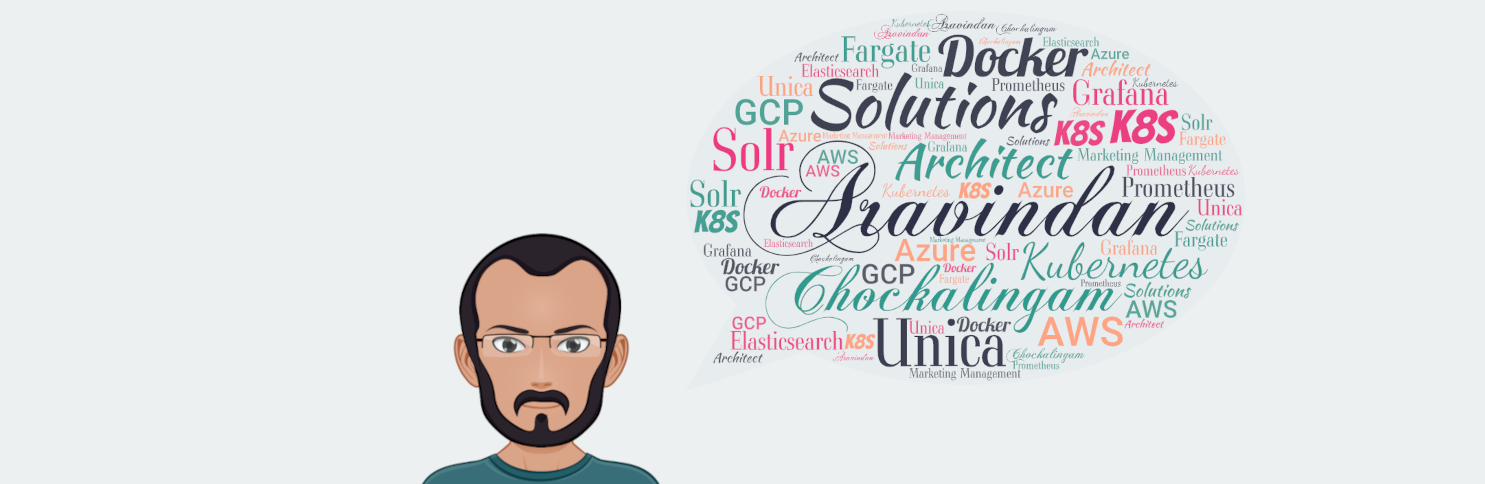 Kubernetes Aravindan Chockalingam
Aravindan
Architect Fargate Docker Chockalingam Elasticsearch Azure
Elasticsearch Grafana Architect
Unica Fargate Unica Prometheus Grafana Kubernetes
GCP Solutions Aravindan K8S K8S Solr
Solr Azure Marketing Management Marketing Management Solutions Fargate
AWS Solutions Grafana Architect Marketing Management
AWS Prometheus Kubernetes
Solr Docker Kubernetes K8S Azure Prometheus
K8S Aravindan Unica
Solutions
Grafana Elasticsearch Marketing Management Fargate
Docker Chockalingam Azure Solr Kubernetes Grafana
GCP GCP Docker Fargate Prometheus
Chockalingam Solutions
AWS
GCP Unica Unica Docker AWS Architect
Elasticsearch K8S
Architect Aravindan Chockalingam
Prometheus
Marketing Management